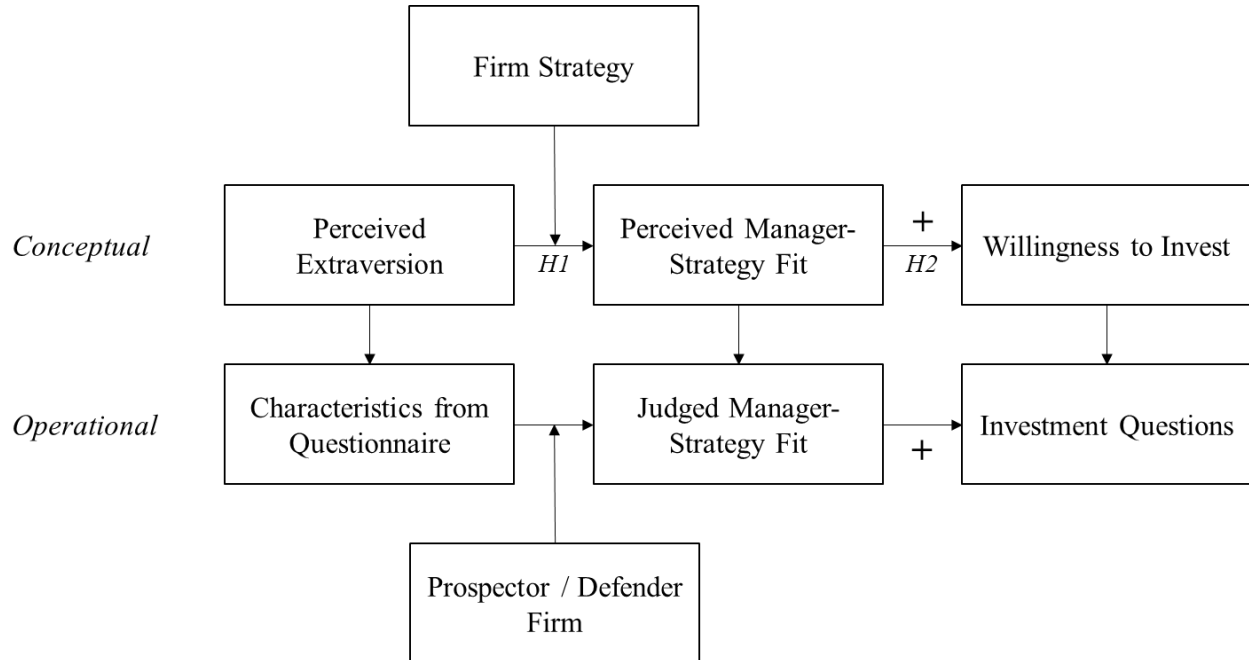 Firm Strategy
Conceptual
Perceived
Extraversion
H1
Perceived Manager-
Strategy Fit
+
H2
Willingness to Invest
Operational
Characteristics from
Questionnaire
Judged Manager-
Strategy Fit
+
Investment Questions
Prospector / Defender
Firm